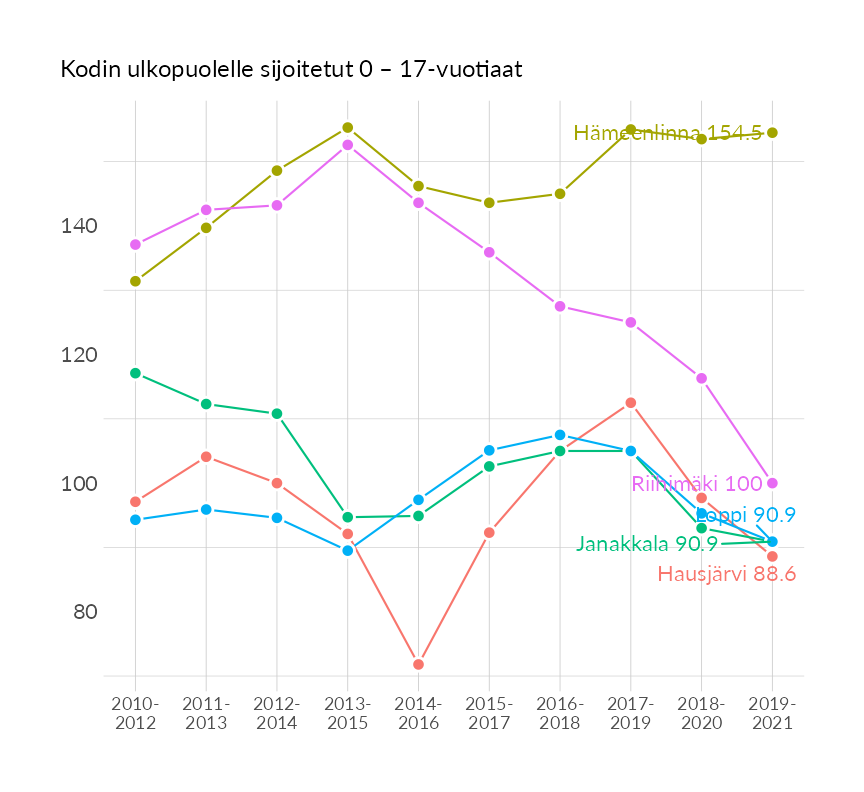 Kodin ulkopuolelle sijoitetut 0 – 17-vuotiaat
Hämeenlinna 154.5
140
120
100
Riihimäki 100
Loppi 90.9
Janakkala 90.9
Hausjärvi 88.6
80
2010- 2011- 2012- 2013- 2014- 2015- 2016- 2017- 2018- 2019-
2012 2013 2014 2015 2016 2017 2018 2019 2020 2021